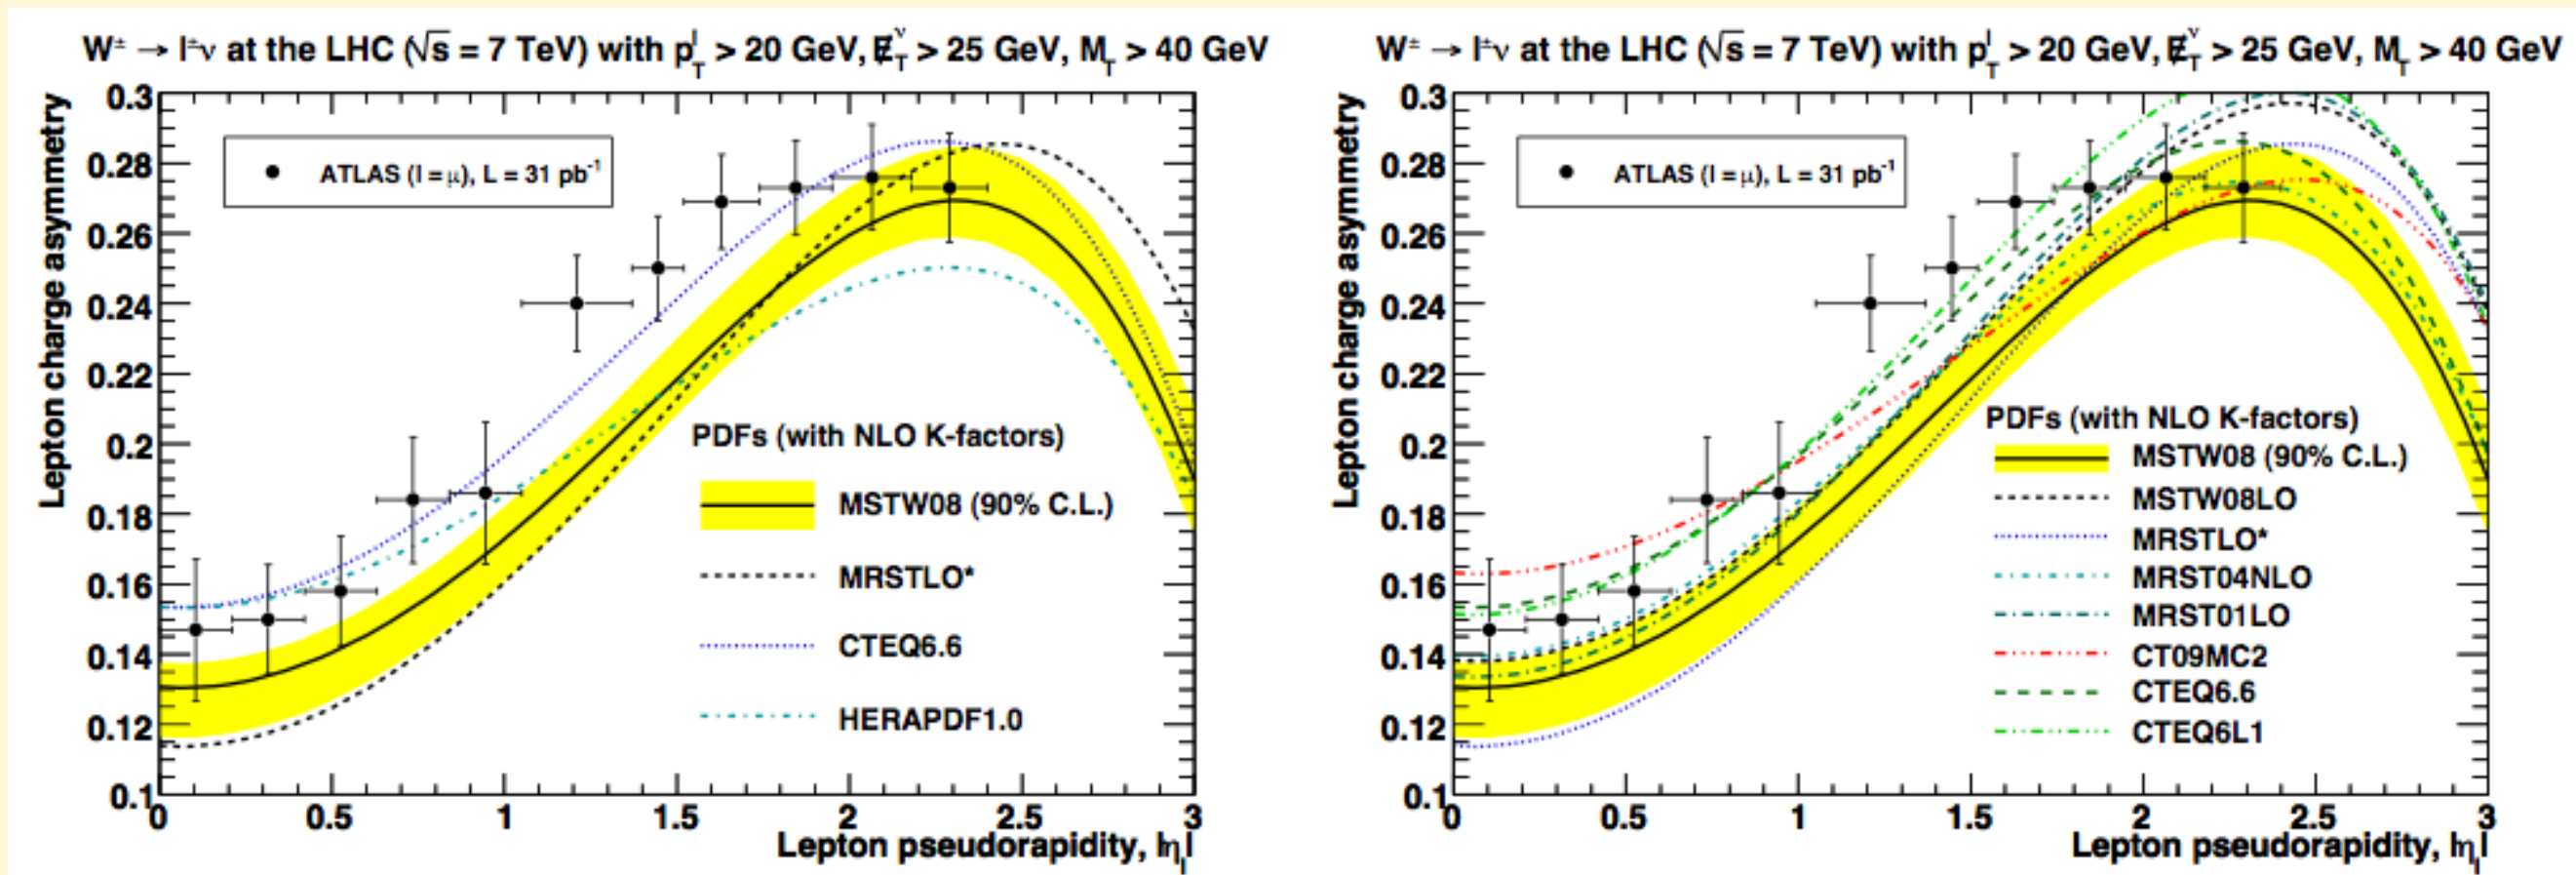 W± → l±ν at the LHC (√s = 7 TeV) with p_T^l > 20 GeV, E̸_T^ν > 25 GeV, M_T > 40 GeV
Lepton charge asymmetry
0.3
0.28
0.26
0.24
0.22
0.2
0.18
0.16
0.14
0.12
0.1
ATLAS (l = μ), L = 31 pb⁻¹
PDFs (with NLO K-factors)
MSTW08 (90% C.L.)
MRSTLO*
CTEQ6.6
HERAPDF1.0
0 0.5 1 1.5 2 2.5 3
Lepton pseudorapidity, |η_l|
W± → l±ν at the LHC (√s = 7 TeV) with p_T^l > 20 GeV, E̸_T^ν > 25 GeV, M_T > 40 GeV
Lepton charge asymmetry
0.3
0.28
0.26
0.24
0.22
0.2
0.18
0.16
0.14
0.12
0.1
ATLAS (l = μ), L = 31 pb⁻¹
PDFs (with NLO K-factors)
MSTW08 (90% C.L.)
MSTW08LO
MRSTLO*
MRST04NLO
MRST01LO
CT09MC2
CTEQ6.6
CTEQ6L1
0 0.5 1 1.5 2 2.5 3
Lepton pseudorapidity, |η_l|